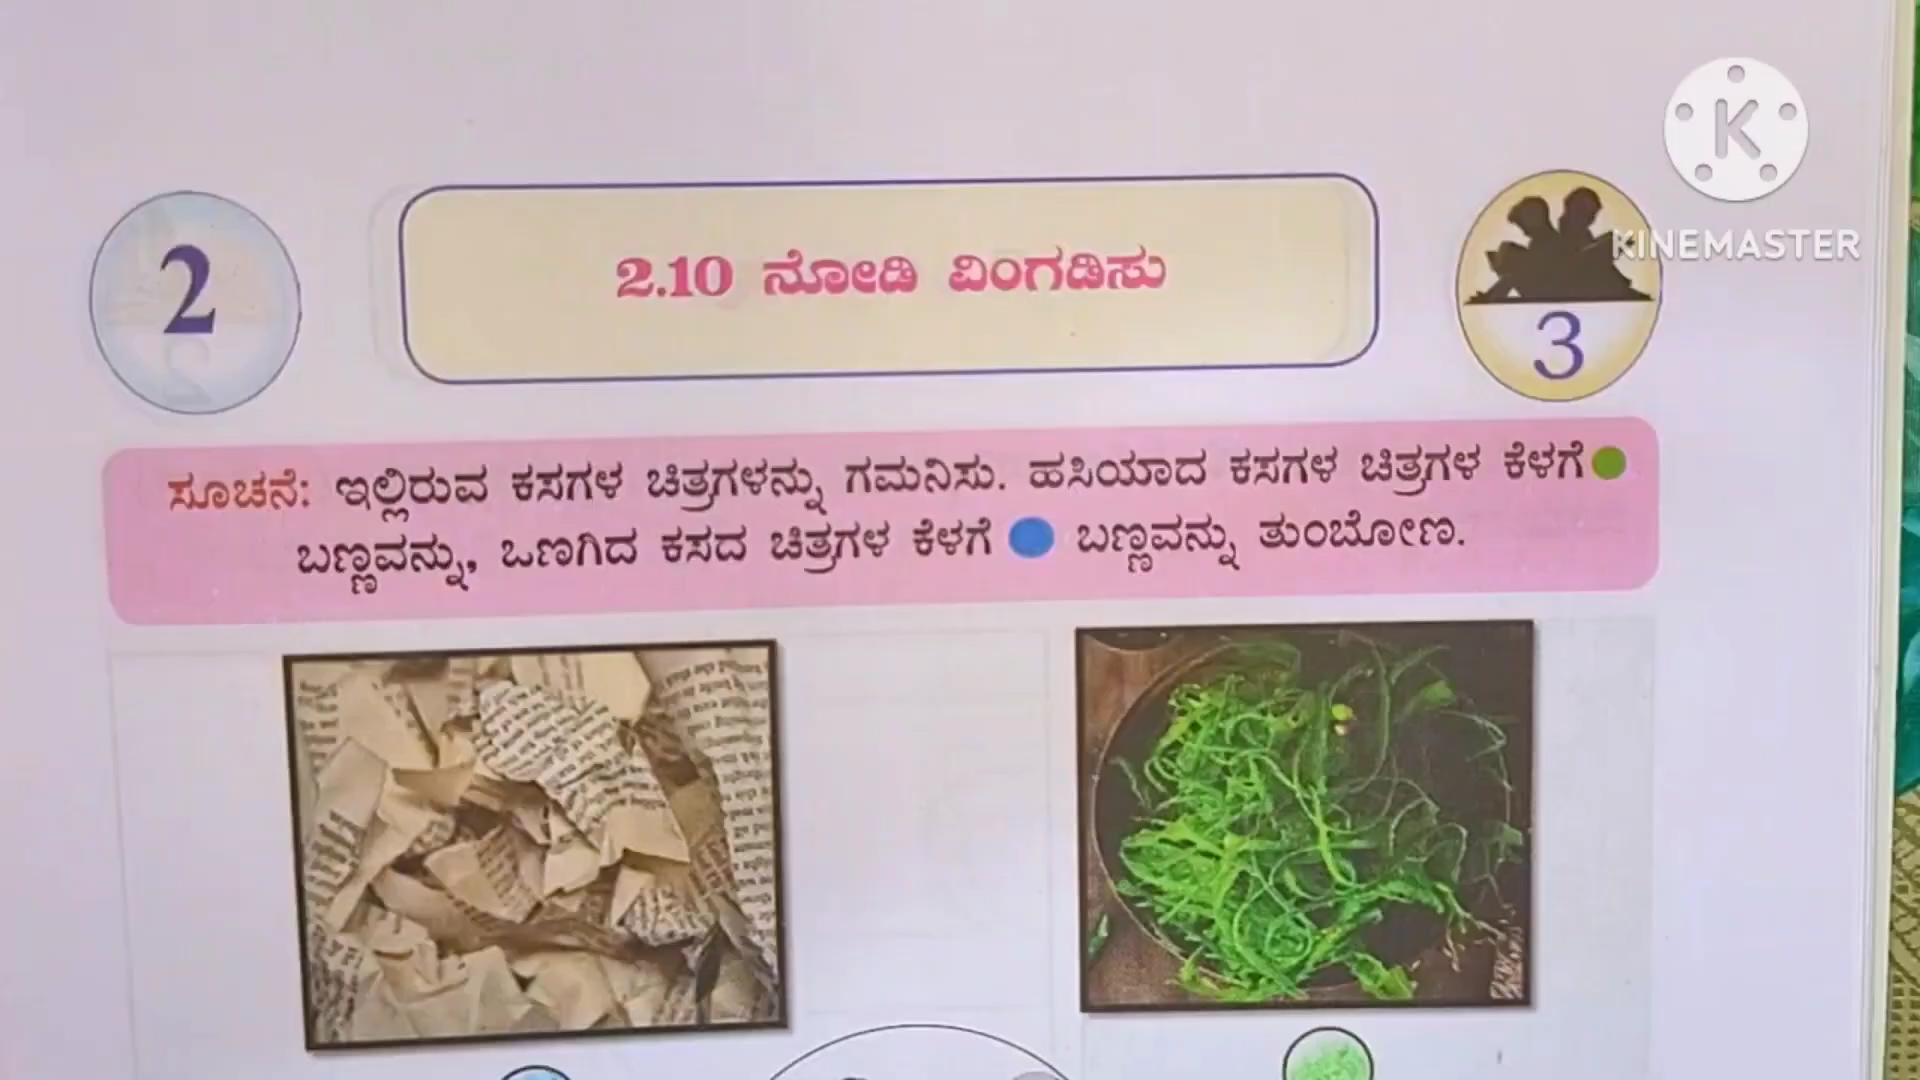 K
KINEMASTER
2
2.10 ನೋಡಿ ವಿಂಗಡಿಸು
3
ಸೂಚನೆ: ಇಲ್ಲಿರುವ ಕಸಗಳ ಚಿತ್ರಗಳನ್ನು ಗಮನಿಸು. ಹಸಿಯಾದ ಕಸಗಳ ಚಿತ್ರಗಳ ಕೆಳಗೆ
ಬಣ್ಣವನ್ನು, ಒಣಗಿದ ಕಸದ ಚಿತ್ರಗಳ ಕೆಳಗೆ ಬಣ್ಣವನ್ನು ತುಂಬೋಣ.